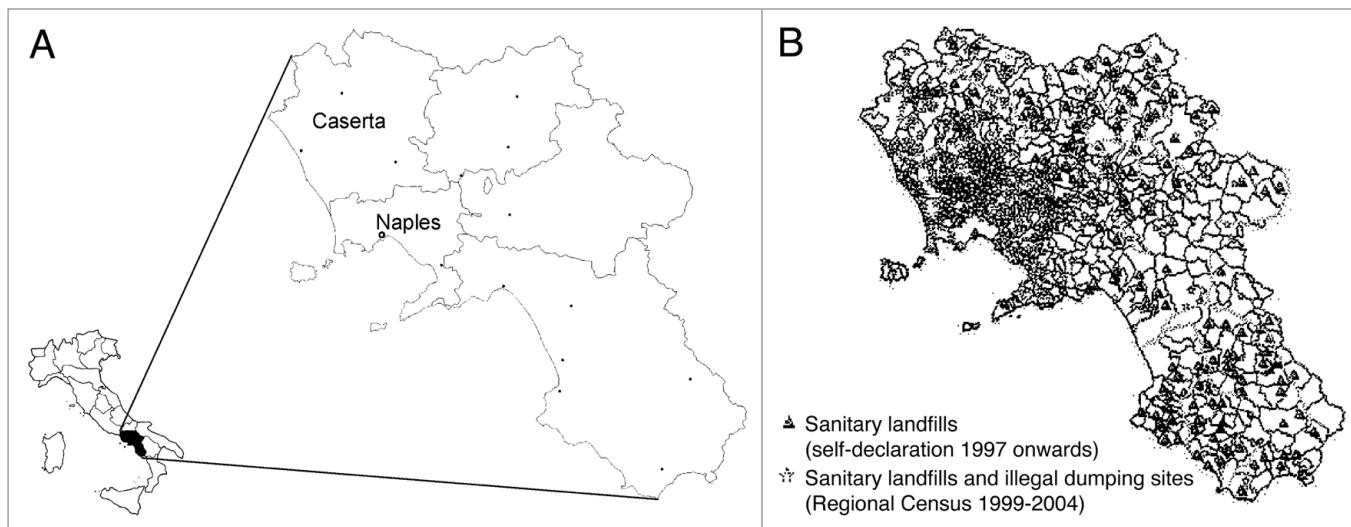 A
Caserta
Naples
B
Sanitary landfills
(self-declaration 1997 onwards)
Sanitary landfills and illegal dumping sites
(Regional Census 1999-2004)